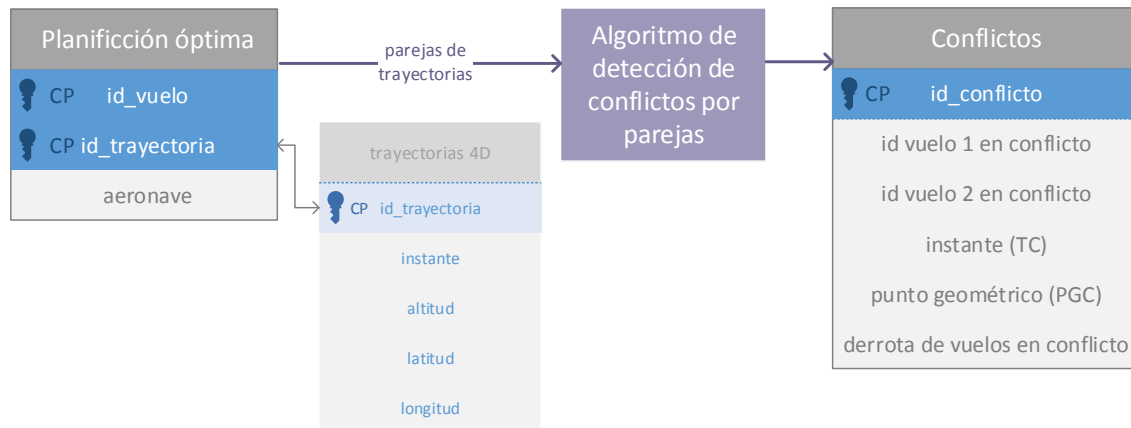 Planificción óptima
CP id_vuelo
CP id_trayectoria
aeronave
parejas de
trayectorias
trayectorias 4D
CP id_trayectoria
instante
altitud
latitud
longitud
Algoritmo de
detección de
conflictos por
parejas
Conflictos
CP id_conflicto
id vuelo 1 en conflicto
id vuelo 2 en conflicto
instante (TC)
punto geométrico (PGC)
derrota de vuelos en conflicto